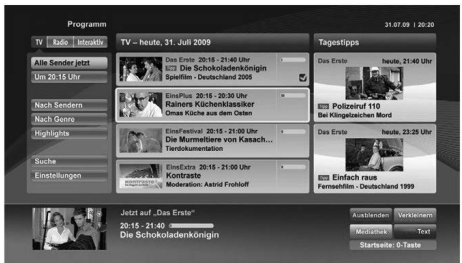 Programm
31.07.09 | 20:20
TV Radio Interaktiv
Alle Sender jetzt
Um 20:15 Uhr
Nach Sendern
Nach Genre
Highlights
Suche
Einstellungen
TV – heute, 31. Juli 2009
Das Erste 20:15 - 21:40 Uhr
Die Schokoladenkönigin
Spielfilm - Deutschland 2005
EinsPlus 20:15 - 20:30 Uhr
Rainers Küchenklassiker
Omas Küche aus dem Osten
EinsFestival 20:15 - 21:00 Uhr
Die Murmeltiere von Kasach...
Tierdokumentation
EinsExtra 20:15 - 21:00 Uhr
Kontraste
Moderation: Astrid Frohloff
Tagestipps
Das Erste heute, 21:40 Uhr
Polizeiruf 110
Bei Klingelzeichen Mord
Das Erste heute, 23:25 Uhr
Einfach raus
Fernsehfilm - Deutschland 1999
Jetzt auf „Das Erste“
20:15 - 21:40
Die Schokoladenkönigin
Ausblenden Verkleinern
Mediathek Text
Startseite: 0-Taste